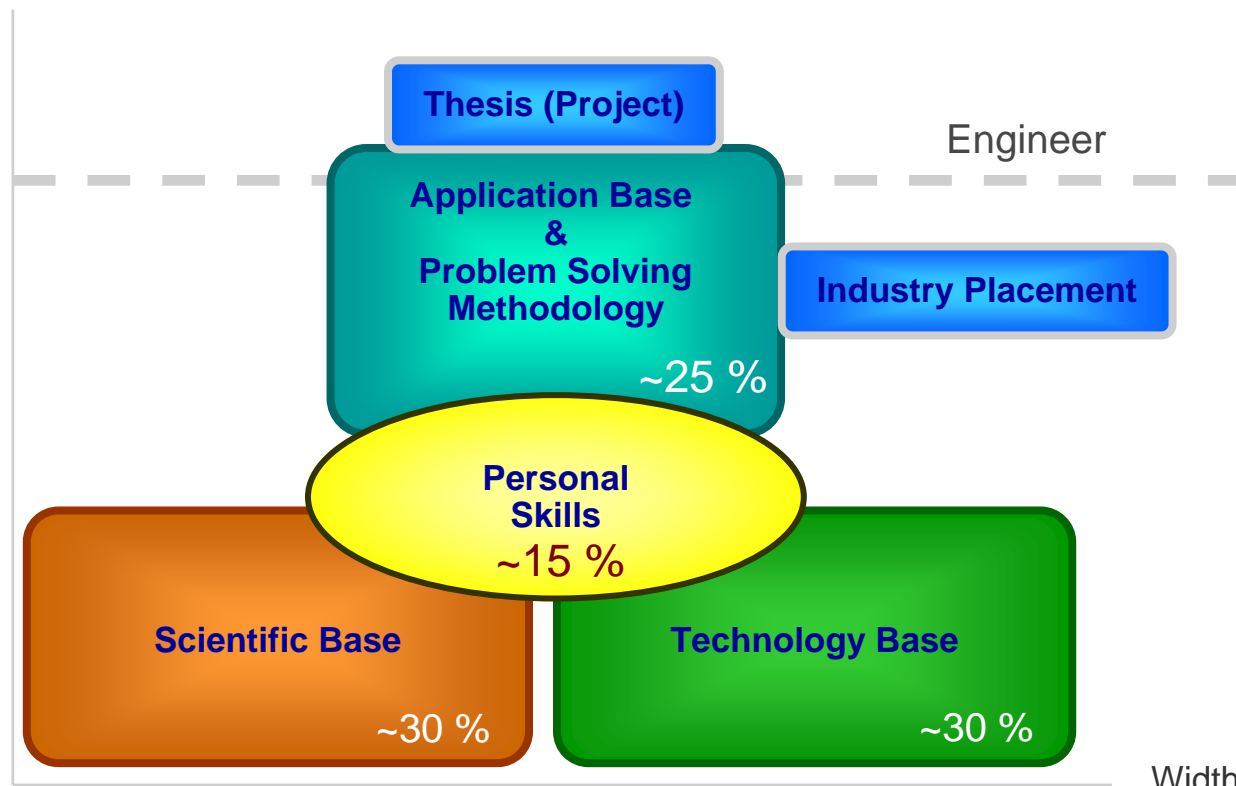 Thesis (Project)
Engineer
Application Base
&
Problem Solving
Methodology
Industry Placement
~25 %
Personal
Skills
~15 %
Scientific Base
Technology Base
~30 %
~30 %
Width